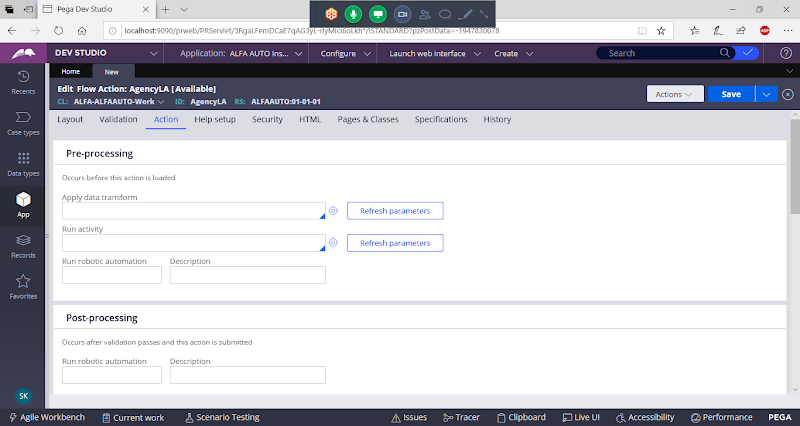 Pega Dev Studio
localhost:9090/prweb/PRServlet/3RgaLFemDCaE7qAG3yL-rlyMIci6oLkh*/!STANDARD?pzPostData=-1947830078
DEV STUDIO
Application: ALFA AUTO Ins...
Configure
Launch web interface
Create
Search
Home
New
Edit Flow Action: AgencyLA [Available]
CL: ALFA-ALFAAUTO-Work ID: AgencyLA RS: ALFAAUTO:01-01-01
Actions
Save
Layout Validation Action Help setup Security HTML Pages & Classes Specifications History
Recents
Case types
Data types
App
Records
Favorites
SK
Pre-processing
Occurs before this action is loaded
Apply data transform
Refresh parameters
Run activity
Refresh parameters
Run robotic automation Description
Post-processing
Occurs after validation passes and this action is submitted
Run robotic automation Description
Agile Workbench Current work Scenario Testing Issues Tracer Clipboard Live UI Accessibility Performance PEGA